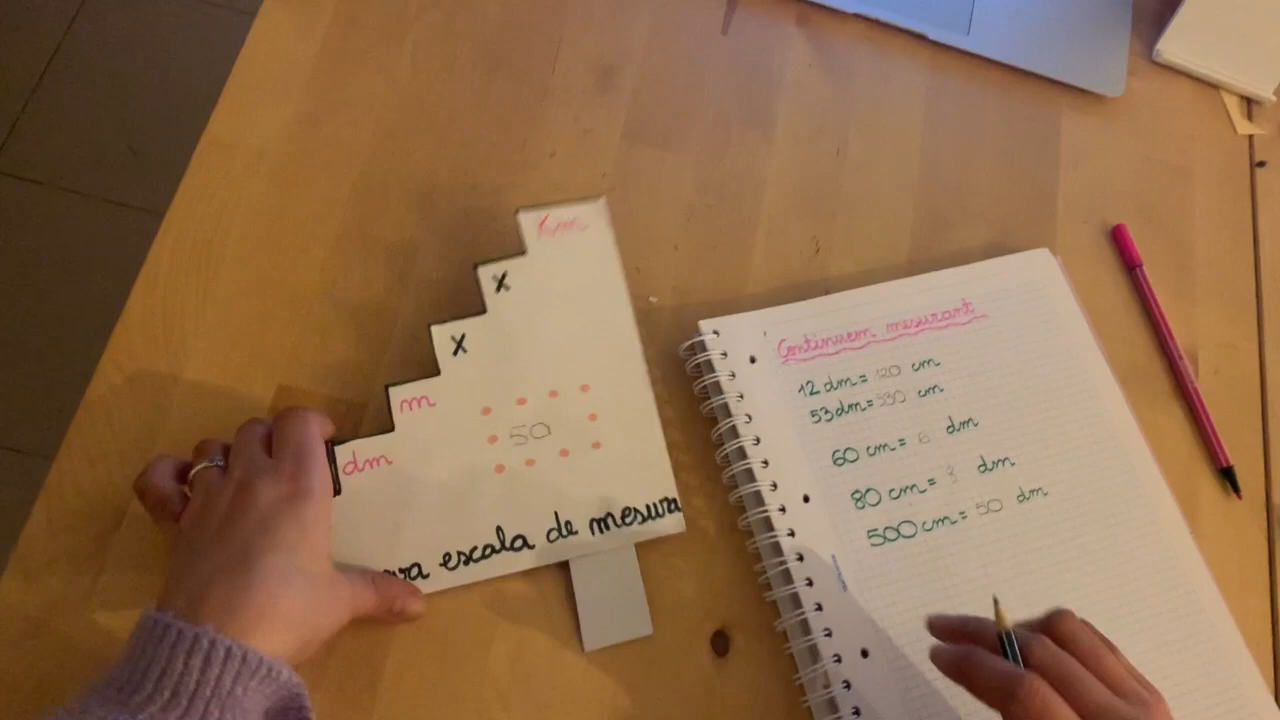 km
X
X
m
dm
50
va escala de mesura
Continuem mesurant
12 dm = 120 cm
53 dm = 530 cm
60 cm = 6 dm
80 cm = 8 dm
500 cm = 50 dm